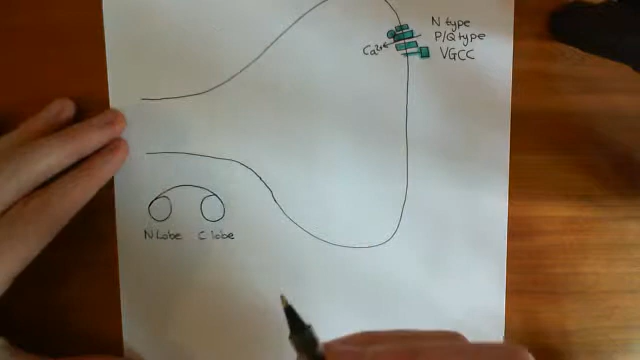 N type
P/Q type
VGCC
Ca²⁺
N Lobe C lobe